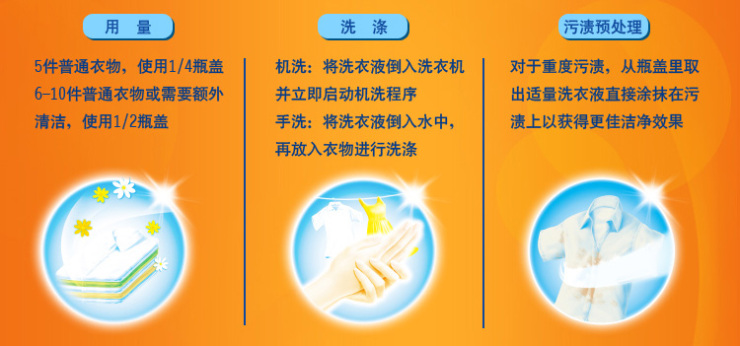 用 量
5件普通衣物，使用1/4瓶盖
6-10件普通衣物或需要额外
清洁，使用1/2瓶盖
洗 涤
机洗：将洗衣液倒入洗衣机
并立即启动机洗程序
手洗：将洗衣液倒入水中，
再放入衣物进行洗涤
污渍预处理
对于重度污渍，从瓶盖里取
出适量洗衣液直接涂抹在污
渍上以获得更佳洁净效果